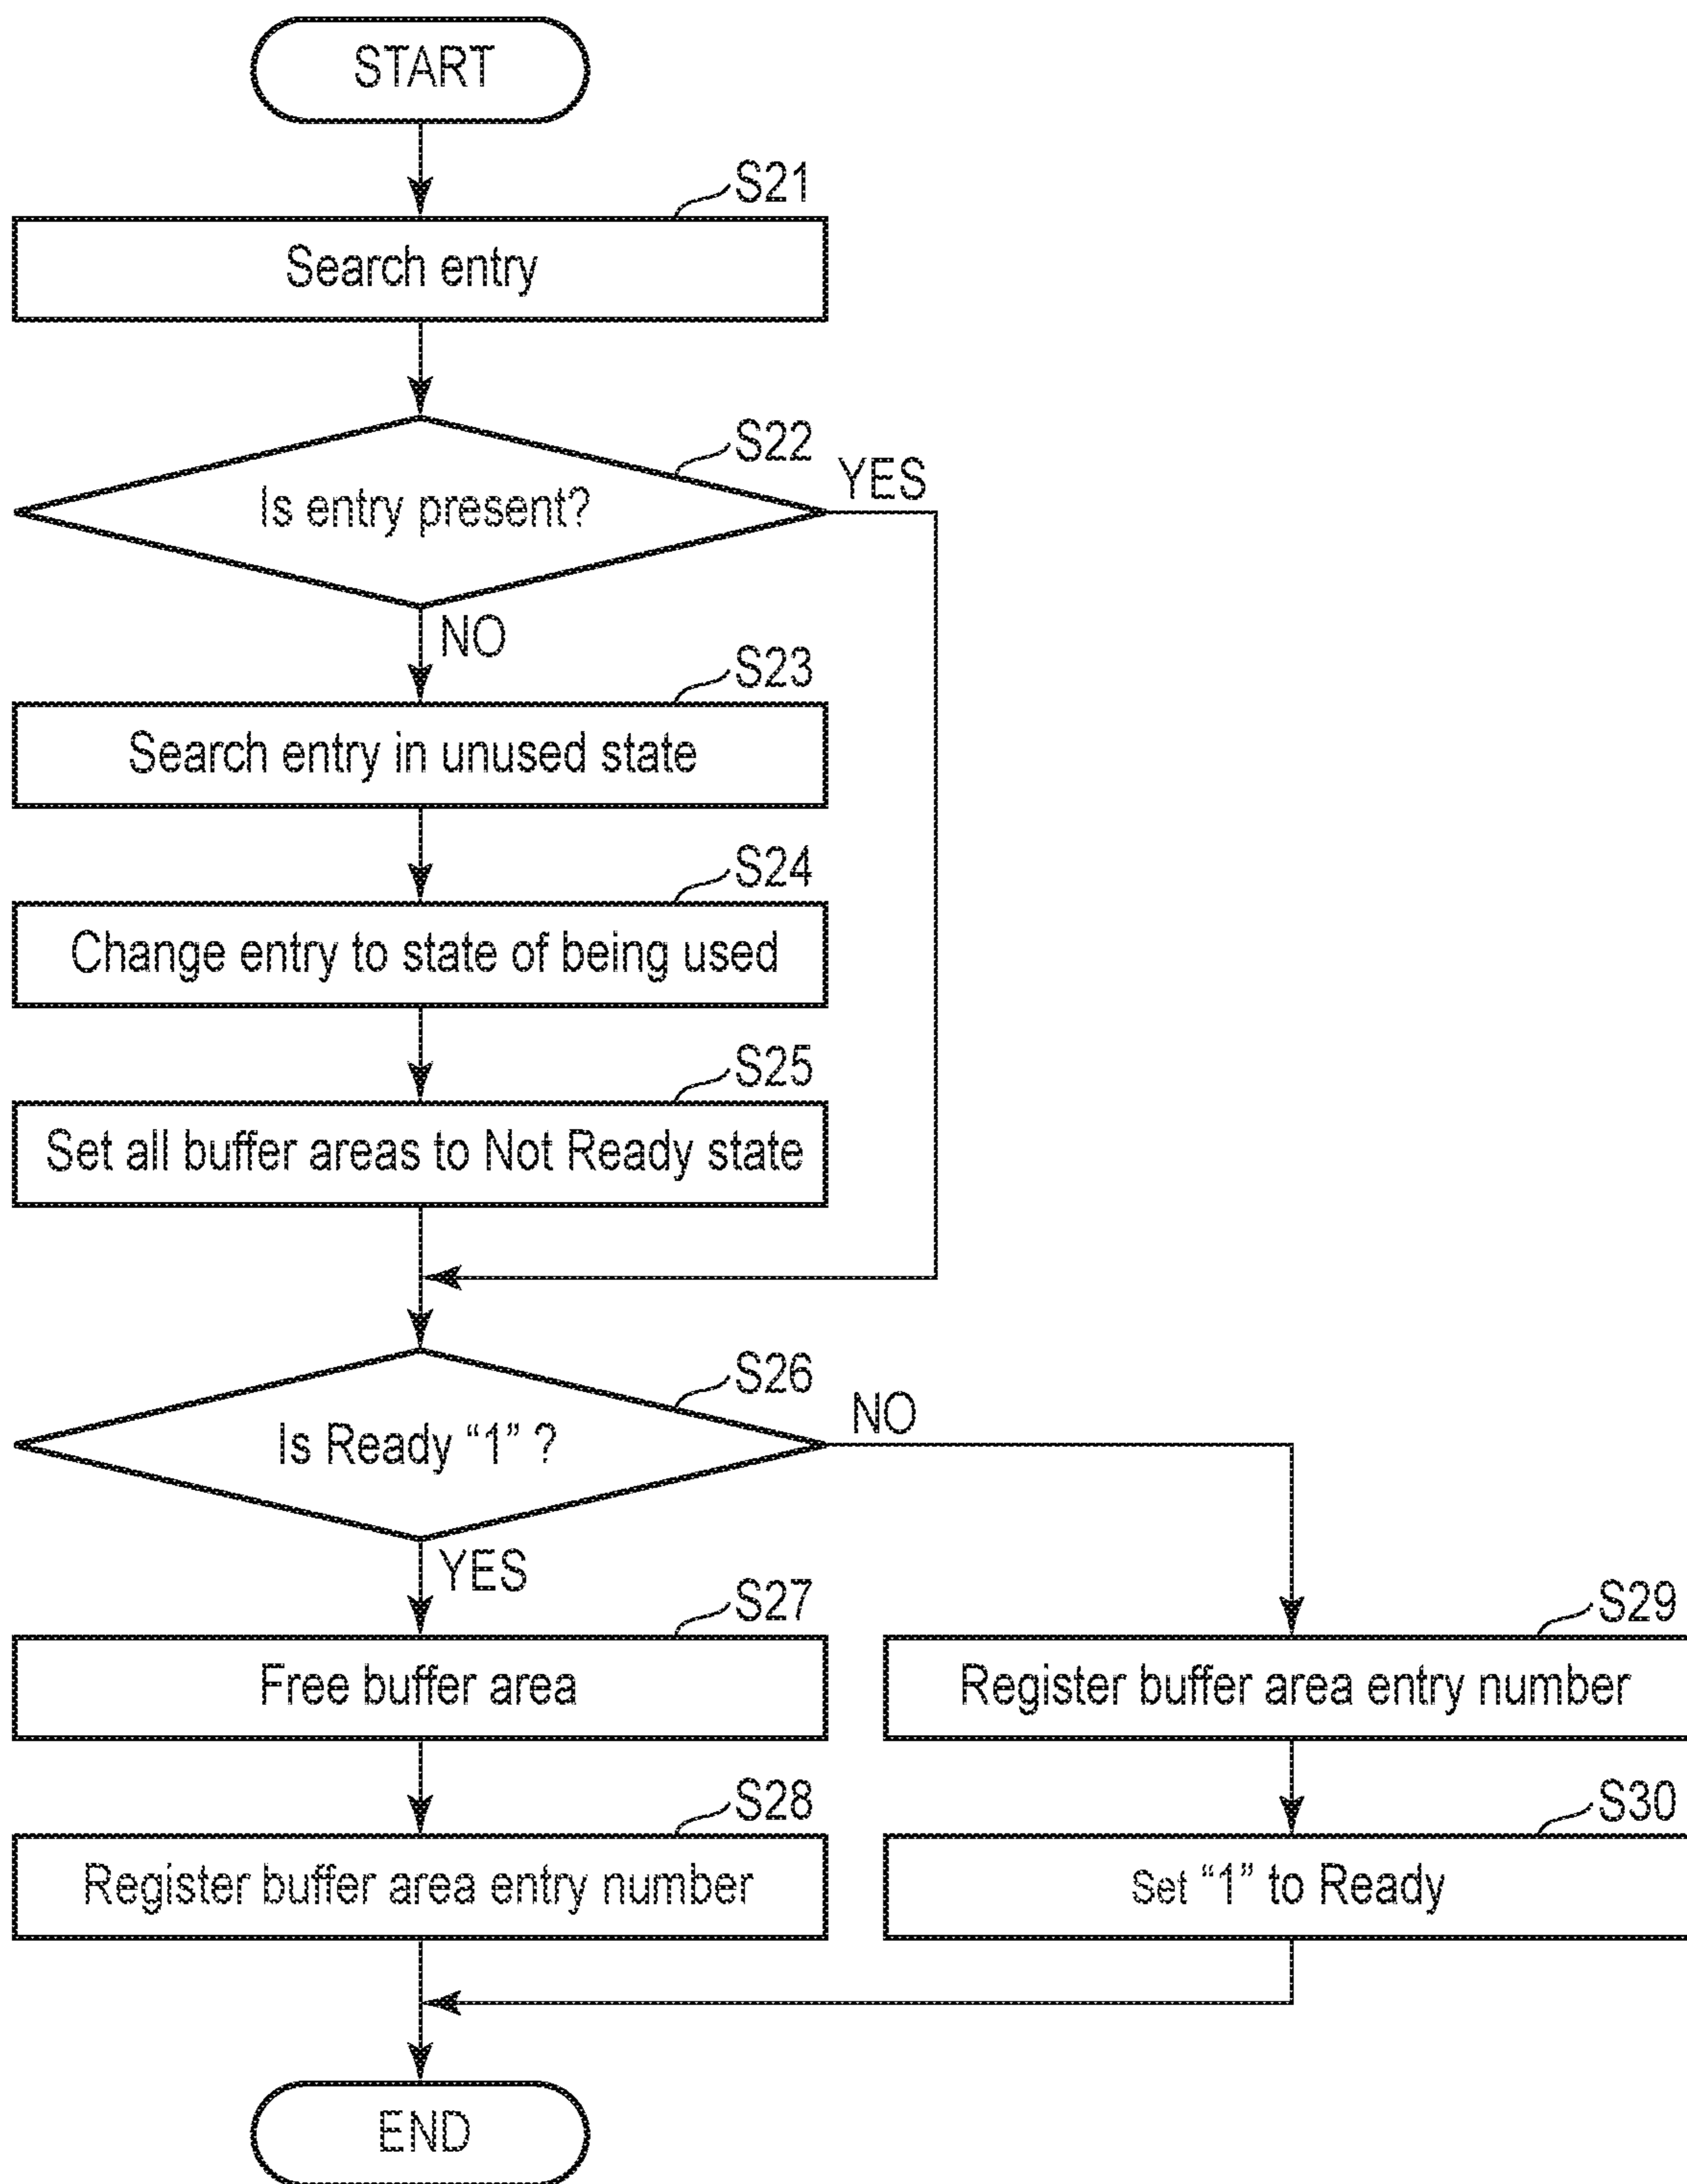 START
S21
Search entry
S22
Is entry present?
YES
NO
S23
Search entry in unused state
S24
Change entry to state of being used
S25
Set all buffer areas to Not Ready state
S26
Is Ready “1” ?
NO
YES
S27
Free buffer area
S29
Register buffer area entry number
S28
Register buffer area entry number
S30
Set “1” to Ready
END